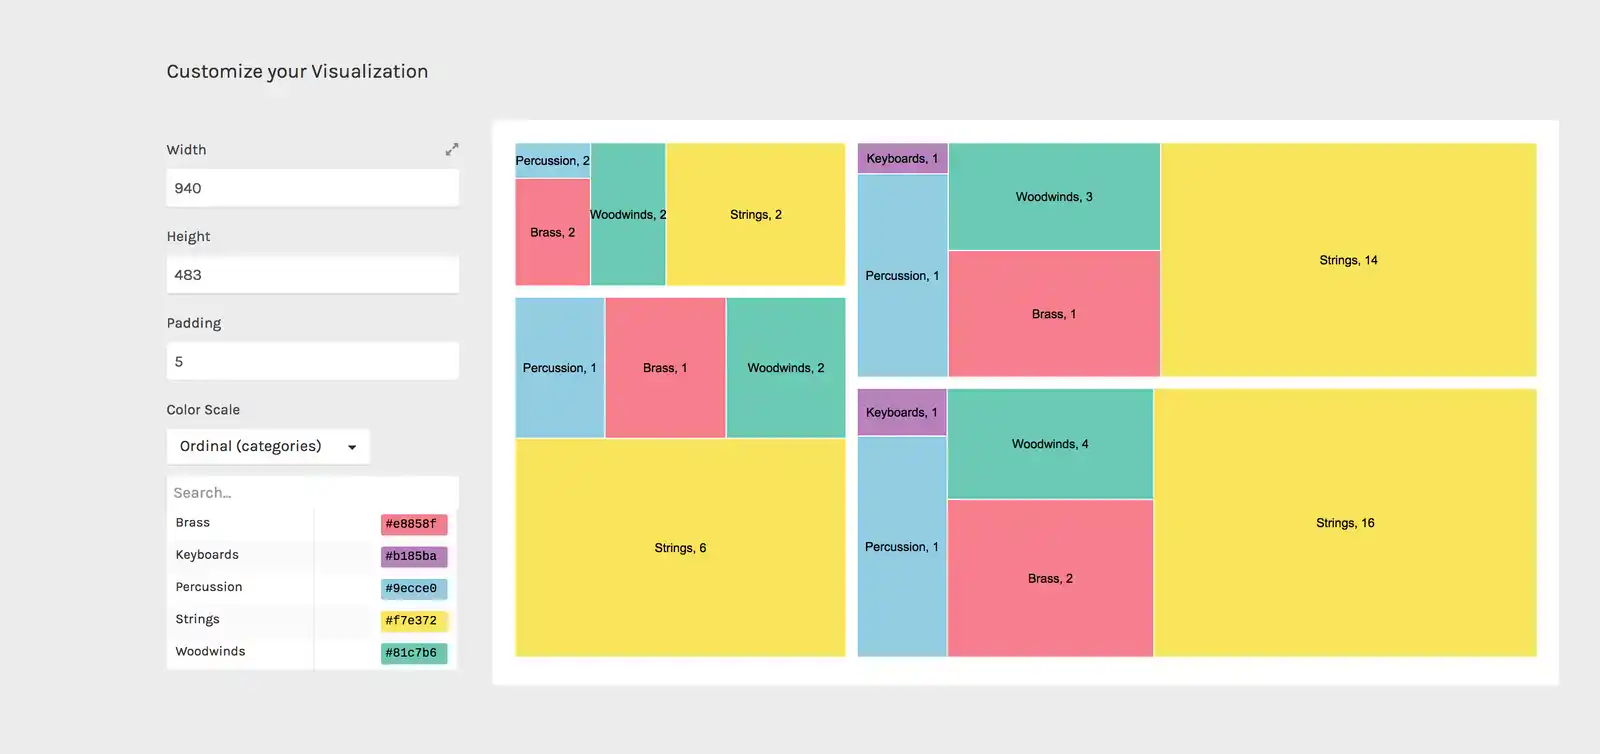 Customize your Visualization
Width
940
Height
483
Padding
5
Color Scale
Ordinal (categories)
Search...
Brass #e8858f
Keyboards #b185ba
Percussion #9ecce0
Strings #f7e372
Woodwinds #81c7b6
Percussion, 2
Brass, 2
Woodwinds, 2
Strings, 2
Percussion, 1
Brass, 1
Woodwinds, 2
Strings, 6
Keyboards, 1
Percussion, 1
Woodwinds, 3
Brass, 1
Strings, 14
Keyboards, 1
Percussion, 1
Woodwinds, 4
Brass, 2
Strings, 16